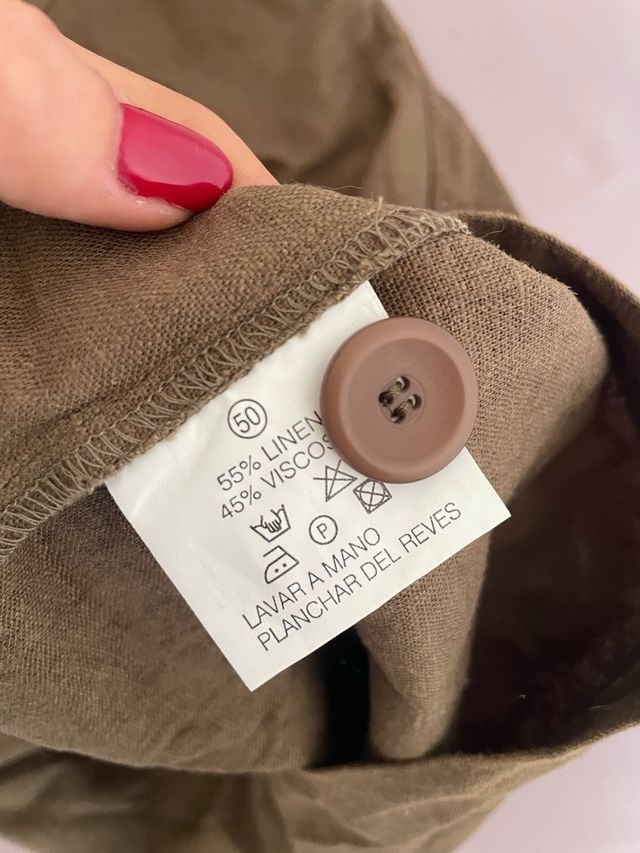 50
55% LINEN
45% VISCOS
P
LAVAR A MANO
PLANCHAR DEL REVES